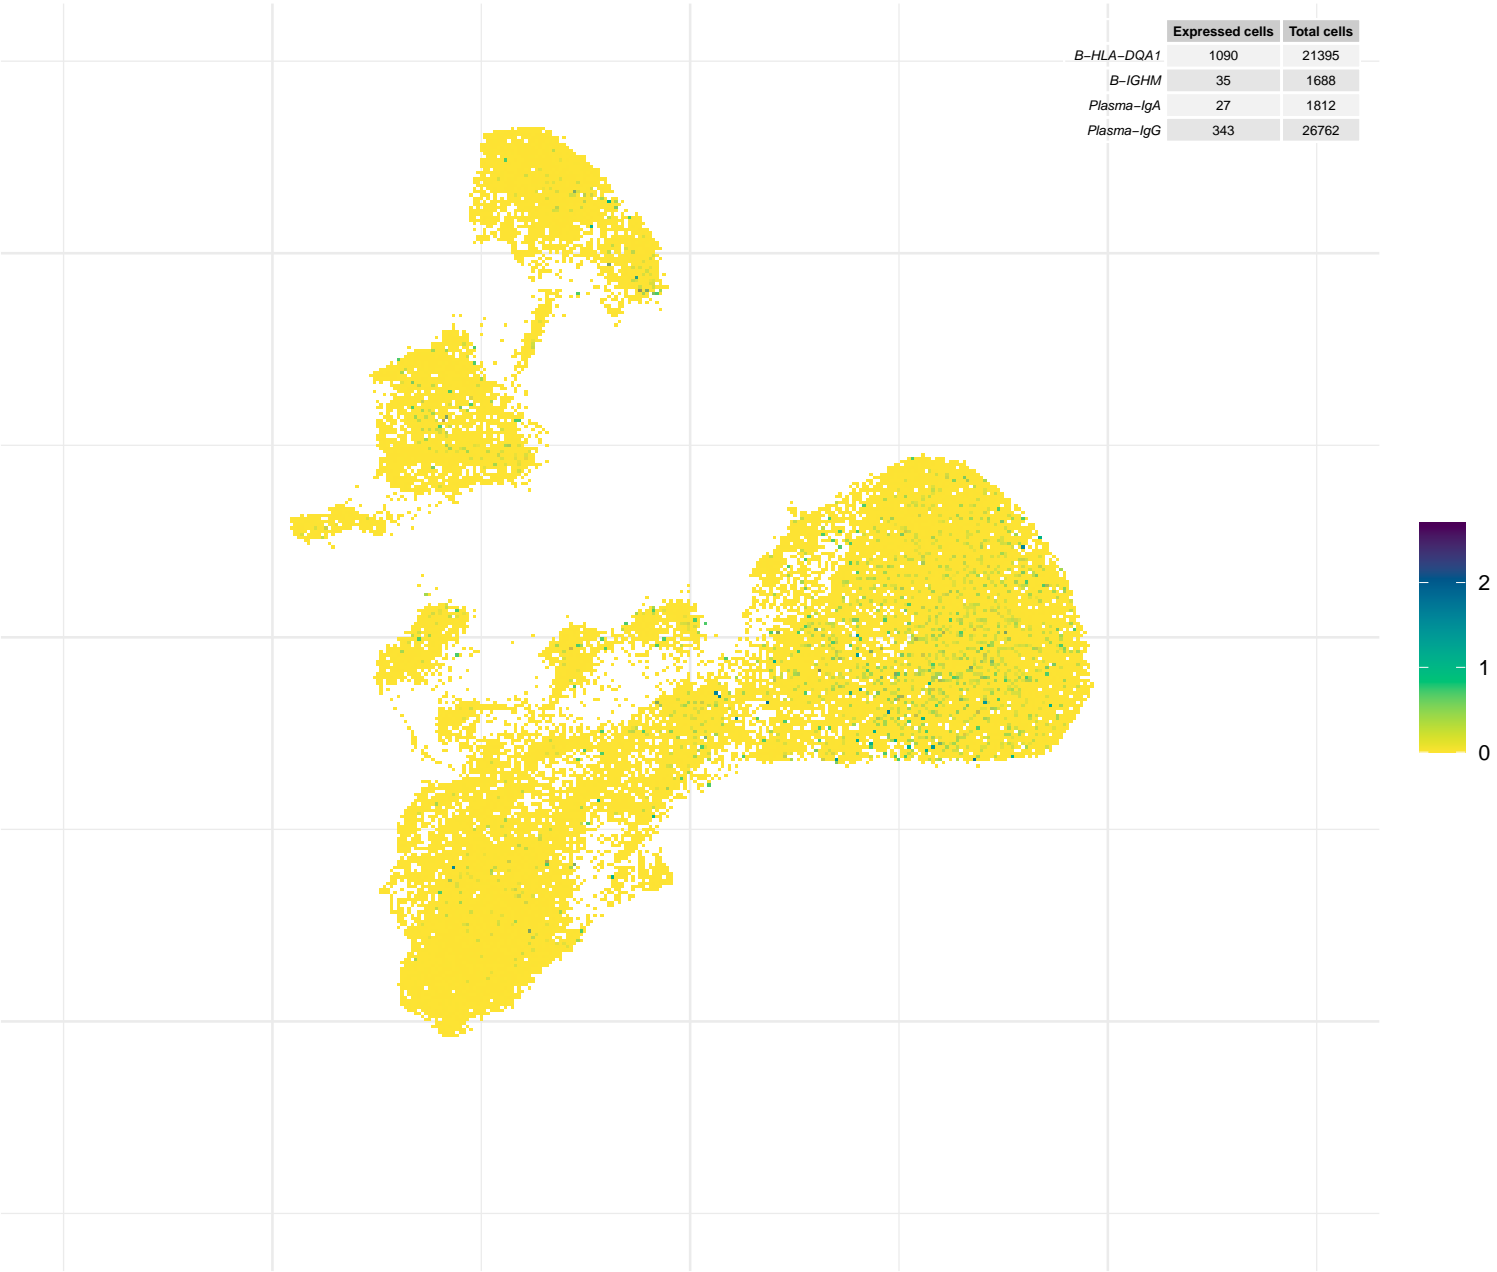 Expressed cells Total cells
B−HLA−DQA1 1090 21395
B−IGHM 35 1688
Plasma−IgA 27 1812
Plasma−IgG 343 26762
2
1
0